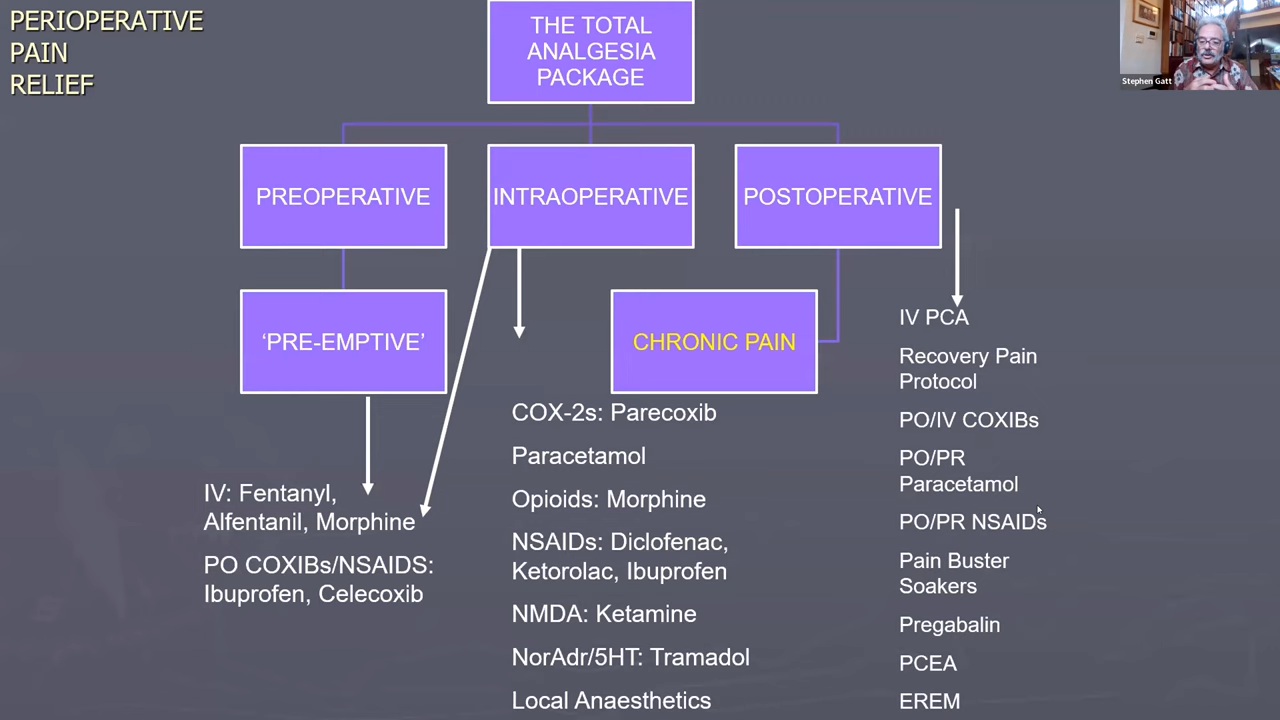 PERIOPERATIVE
PAIN
RELIEF
THE TOTAL
ANALGESIA
PACKAGE
Stephen Gatt
PREOPERATIVE
INTRAOPERATIVE
POSTOPERATIVE
‘PRE-EMPTIVE’
CHRONIC PAIN
IV: Fentanyl,
Alfentanil, Morphine
PO COXIBs/NSAIDS:
Ibuprofen, Celecoxib
COX-2s: Parecoxib
Paracetamol
Opioids: Morphine
NSAIDs: Diclofenac,
Ketorolac, Ibuprofen
NMDA: Ketamine
NorAdr/5HT: Tramadol
Local Anaesthetics
IV PCA
Recovery Pain
Protocol
PO/IV COXIBs
PO/PR
Paracetamol
PO/PR NSAIDs
Pain Buster
Soakers
Pregabalin
PCEA
EREM